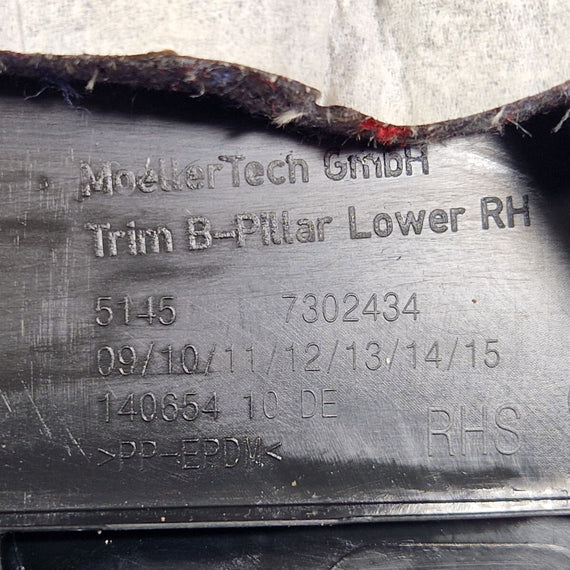 MoellerTech GmbH
Trim B-Pillar Lower RH
5145 7302434
09/10/11/12/13/14/15
140654 10 DE
RHS
>PP-EPDM<